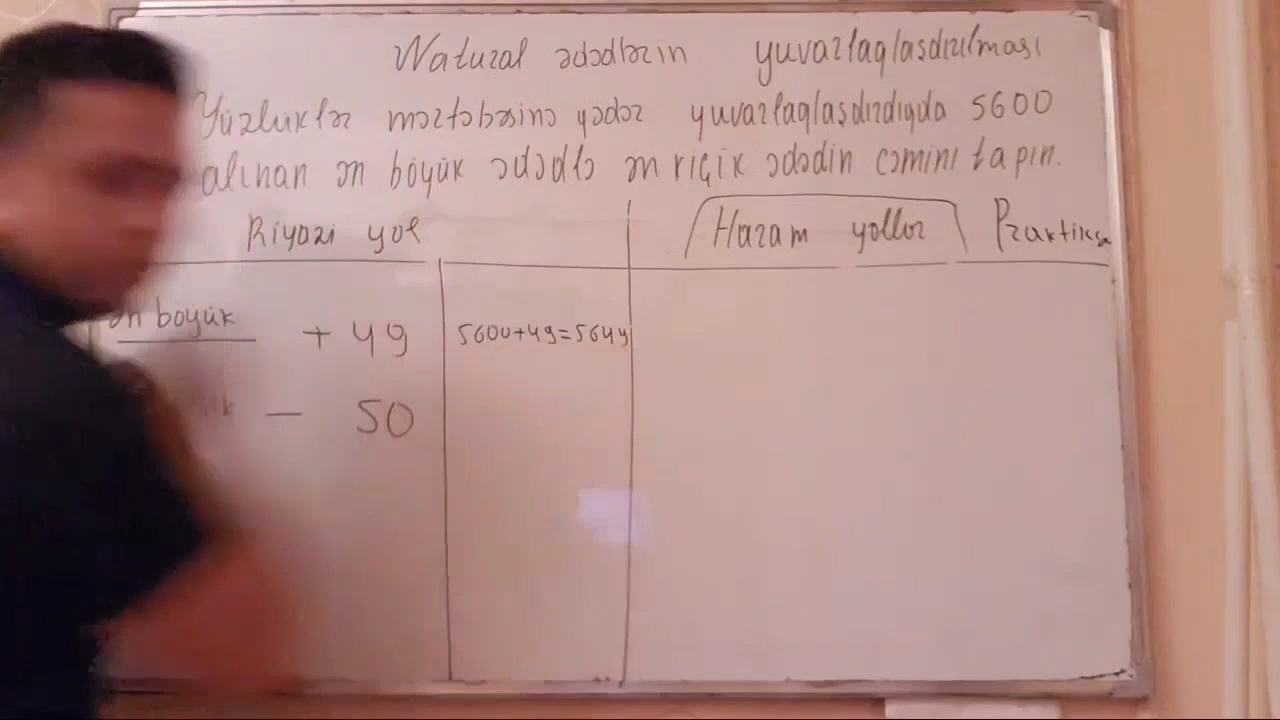 Natural ədədlərin yuvarlaqlaşdırılması
Yüzlüklər mərtəbəsinə qədər yuvarlaqlaşdırdıqda 5600
alınan ən böyük ədədlə ən kiçik ədədin cəmini tapın.
Riyazi yol Haram yollar Praktika
ən böyük + 49 5600+49=5649
- 50